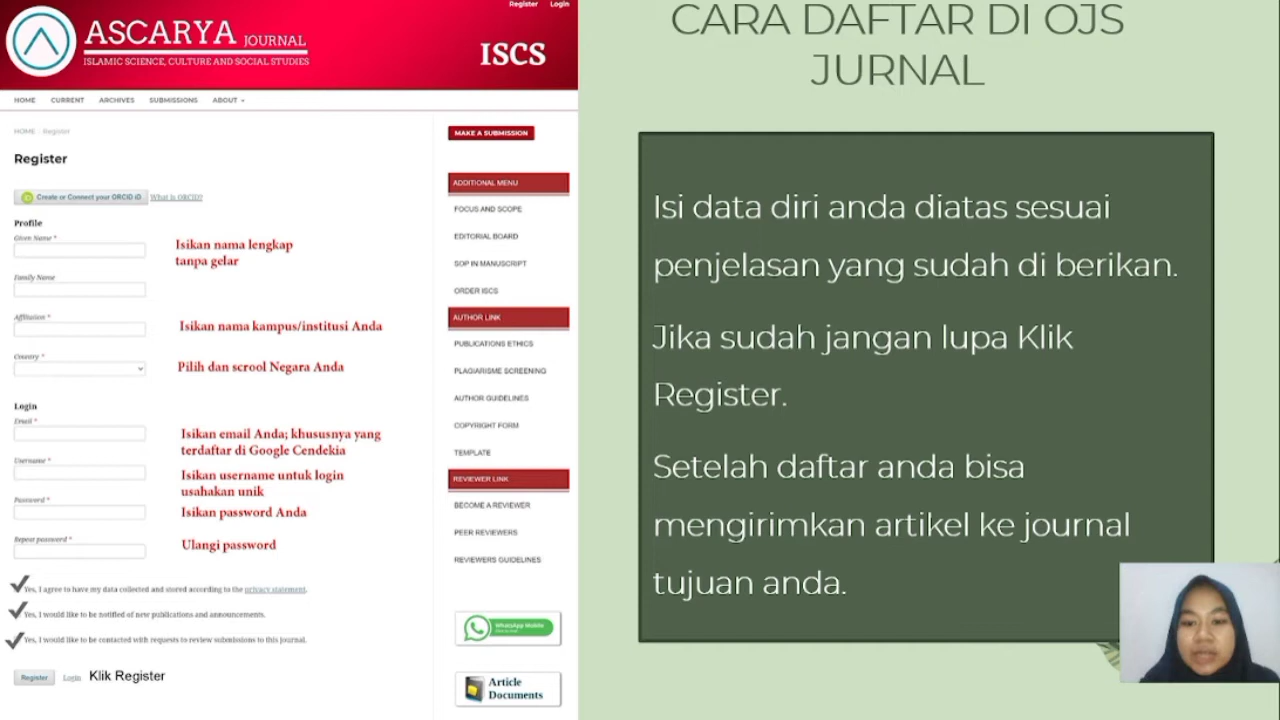 Register Login
ASCARYA JOURNAL
ISLAMIC SCIENCE, CULTURE AND SOCIAL STUDIES
ISCS
HOME CURRENT ARCHIVES SUBMISSIONS ABOUT
HOME Register
Register
Create or Connect your ORCID iD What is ORCID?
Profile
Given Name *
Isikan nama lengkap
tanpa gelar
Family Name
Affiliation *
Isikan nama kampus/institusi Anda
Country *
Pilih dan scrool Negara Anda
Login
Email *
Isikan email Anda; khususnya yang
terdaftar di Google Cendekia
Username *
Isikan username untuk login
usahakan unik
Password *
Isikan password Anda
Repeat password *
Ulangi password
Yes, I agree to have my data collected and stored according to the privacy statement.
Yes, I would like to be notified of new publications and announcements.
Yes, I would like to be contacted with requests to review submissions to this journal.
Register Login Klik Register
MAKE A SUBMISSION
ADDITIONAL MENU
FOCUS AND SCOPE
EDITORIAL BOARD
SOP IN MANUSCRIPT
ORDER ISCS
AUTHOR LINK
PUBLICATIONS ETHICS
PLAGIARISME SCREENING
AUTHOR GUIDELINES
COPYRIGHT FORM
TEMPLATE
REVIEWER LINK
BECOME A REVIEWER
PEER REVIEWERS
REVIEWERS GUIDELINES
WhatsApp Mobile
Article
Documents
CARA DAFTAR DI OJS
JURNAL
Isi data diri anda diatas sesuai
penjelasan yang sudah di berikan.
Jika sudah jangan lupa Klik
Register.
Setelah daftar anda bisa
mengirimkan artikel ke journal
tujuan anda.